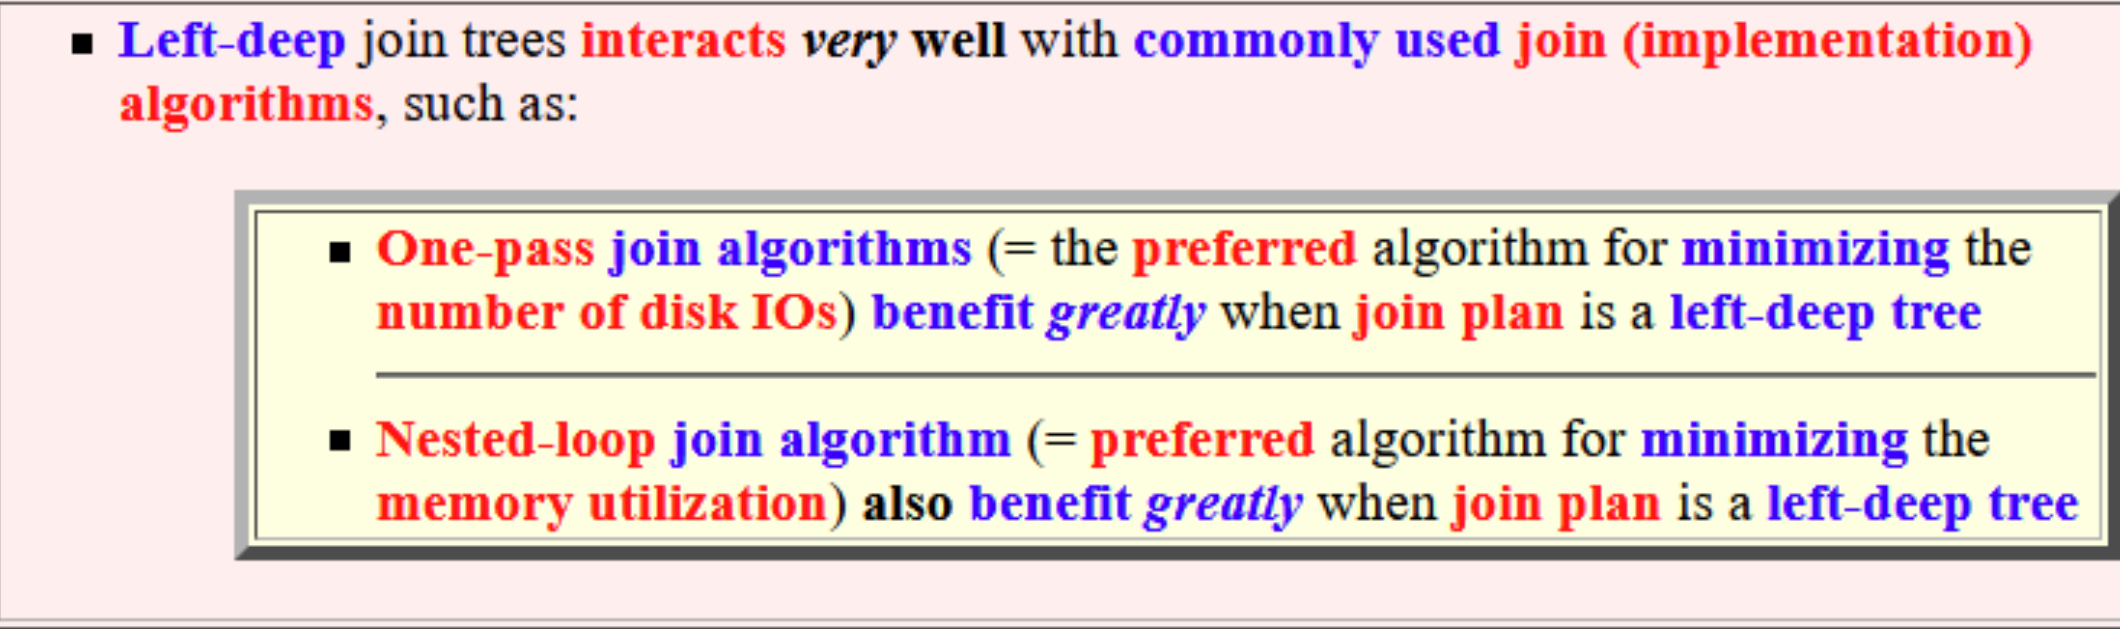 Left-deep join trees interacts very well with commonly used join (implementation)
algorithms, such as:
One-pass join algorithms (= the preferred algorithm for minimizing the
number of disk IOs) benefit greatly when join plan is a left-deep tree
Nested-loop join algorithm (= preferred algorithm for minimizing the
memory utilization) also benefit greatly when join plan is a left-deep tree